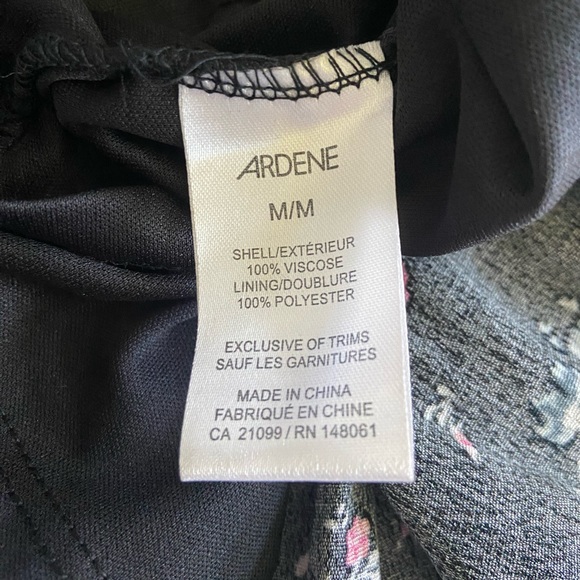 ARDENE
M/M
SHELL/EXTÉRIEUR
100% VISCOSE
LINING/DOUBLURE
100% POLYESTER
EXCLUSIVE OF TRIMS
SAUF LES GARNITURES
MADE IN CHINA
FABRIQUÉ EN CHINE
CA 21099 / RN 148061